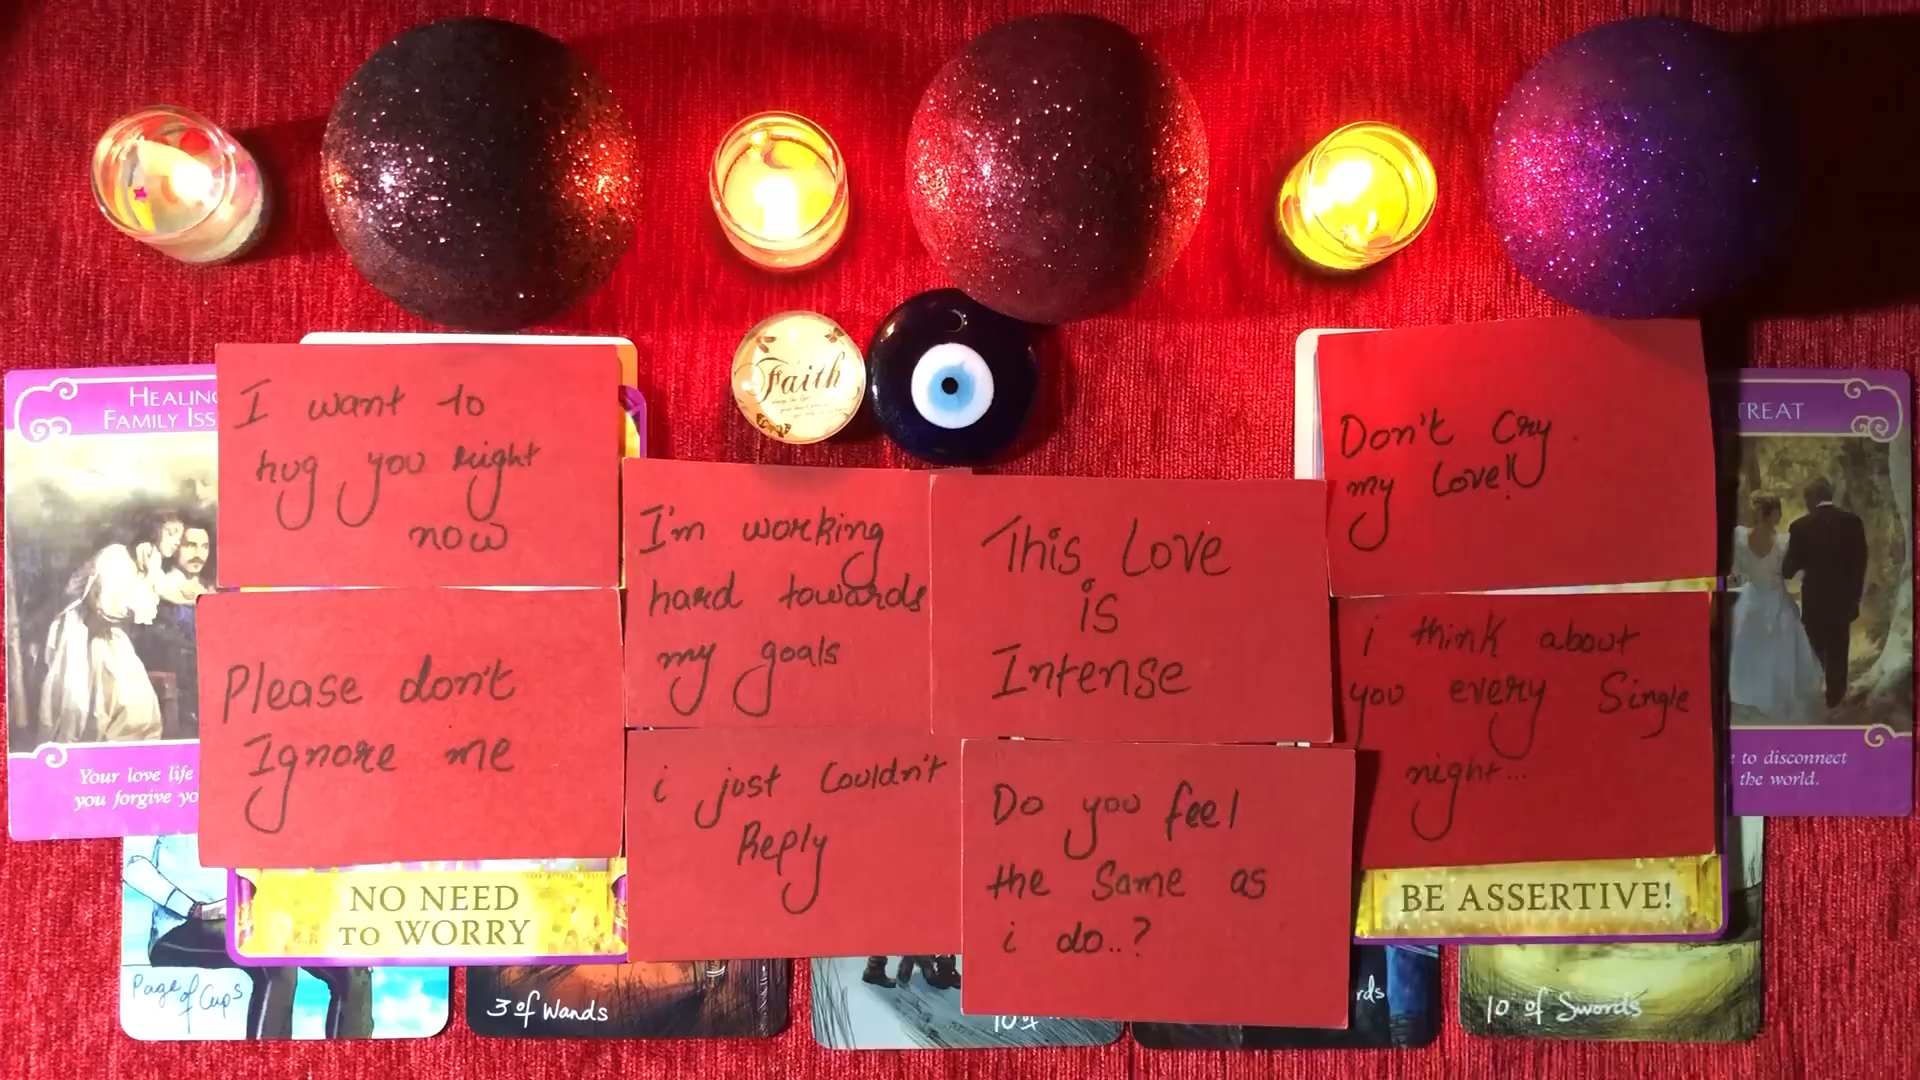 Faith
HEALING
FAMILY ISS
I want to
hug you right
now
Don't Cry
my Love!!
TREAT
I'm working
hard towards
my goals
This Love
is
Intense
Please don't
Ignore me
i think about
you every Single
night...
Your love life
you forgive yo
i just Couldn't
Reply
Do you feel
the Same as
i do..?
to disconnect
the world.
NO NEED
TO WORRY
BE ASSERTIVE!
Page of Cups
3 of Wands
10 of
rds
10 of Swords